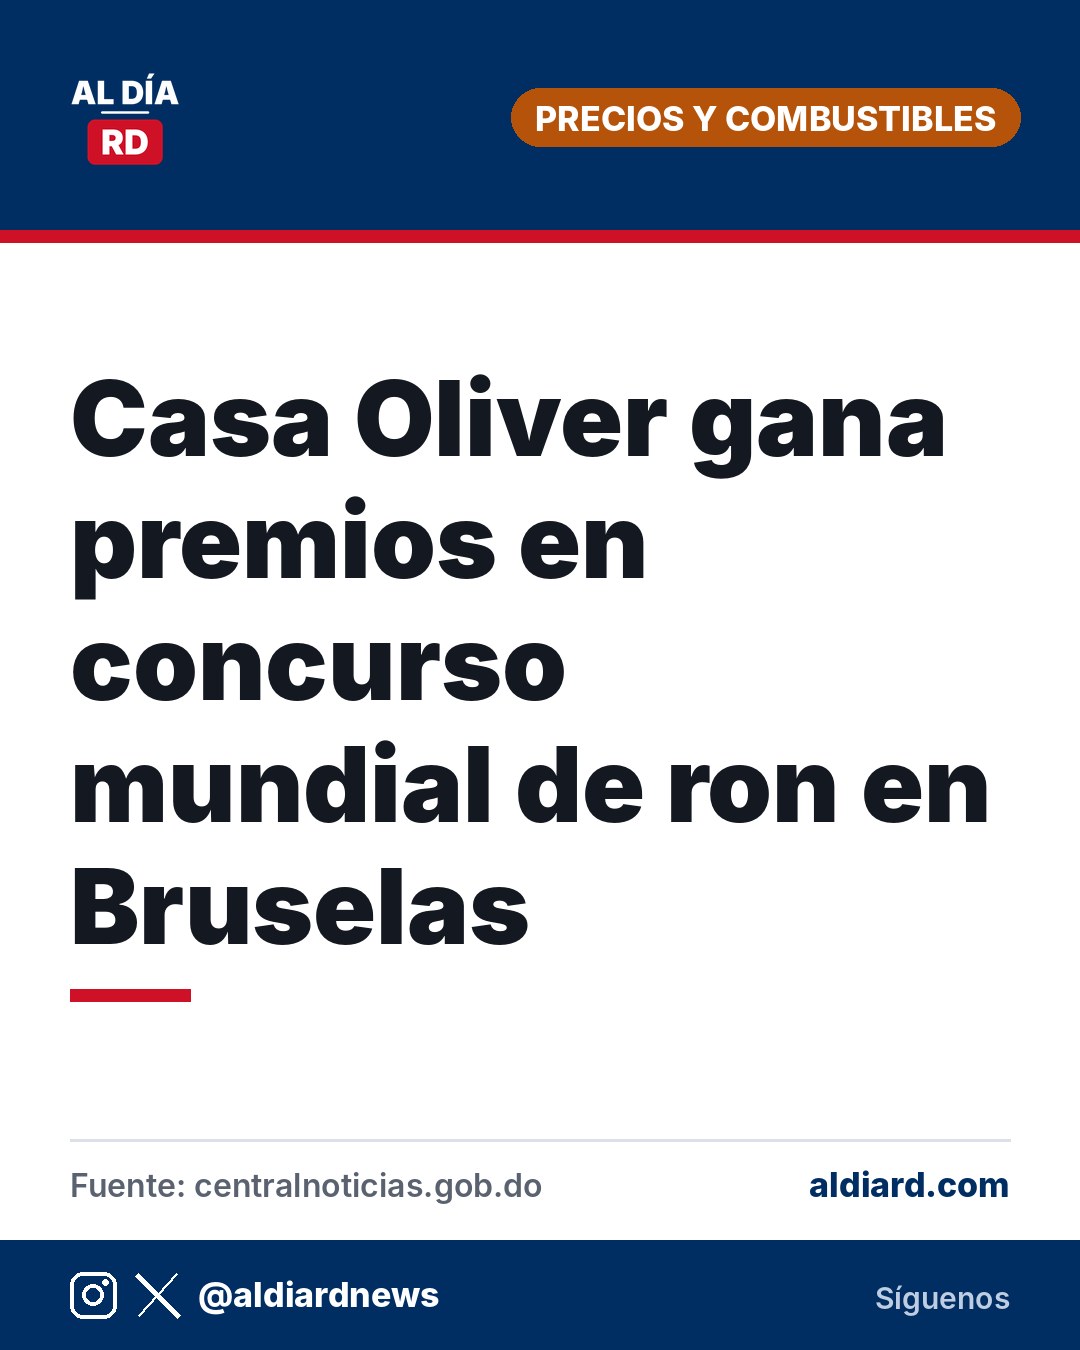 AL DÍA
RD
PRECIOS Y COMBUSTIBLES
Casa Oliver gana
premios en
concurso
mundial de ron en
Bruselas
Fuente: centralnoticias.gob.do
aldiard.com
@aldiardnews
Síguenos